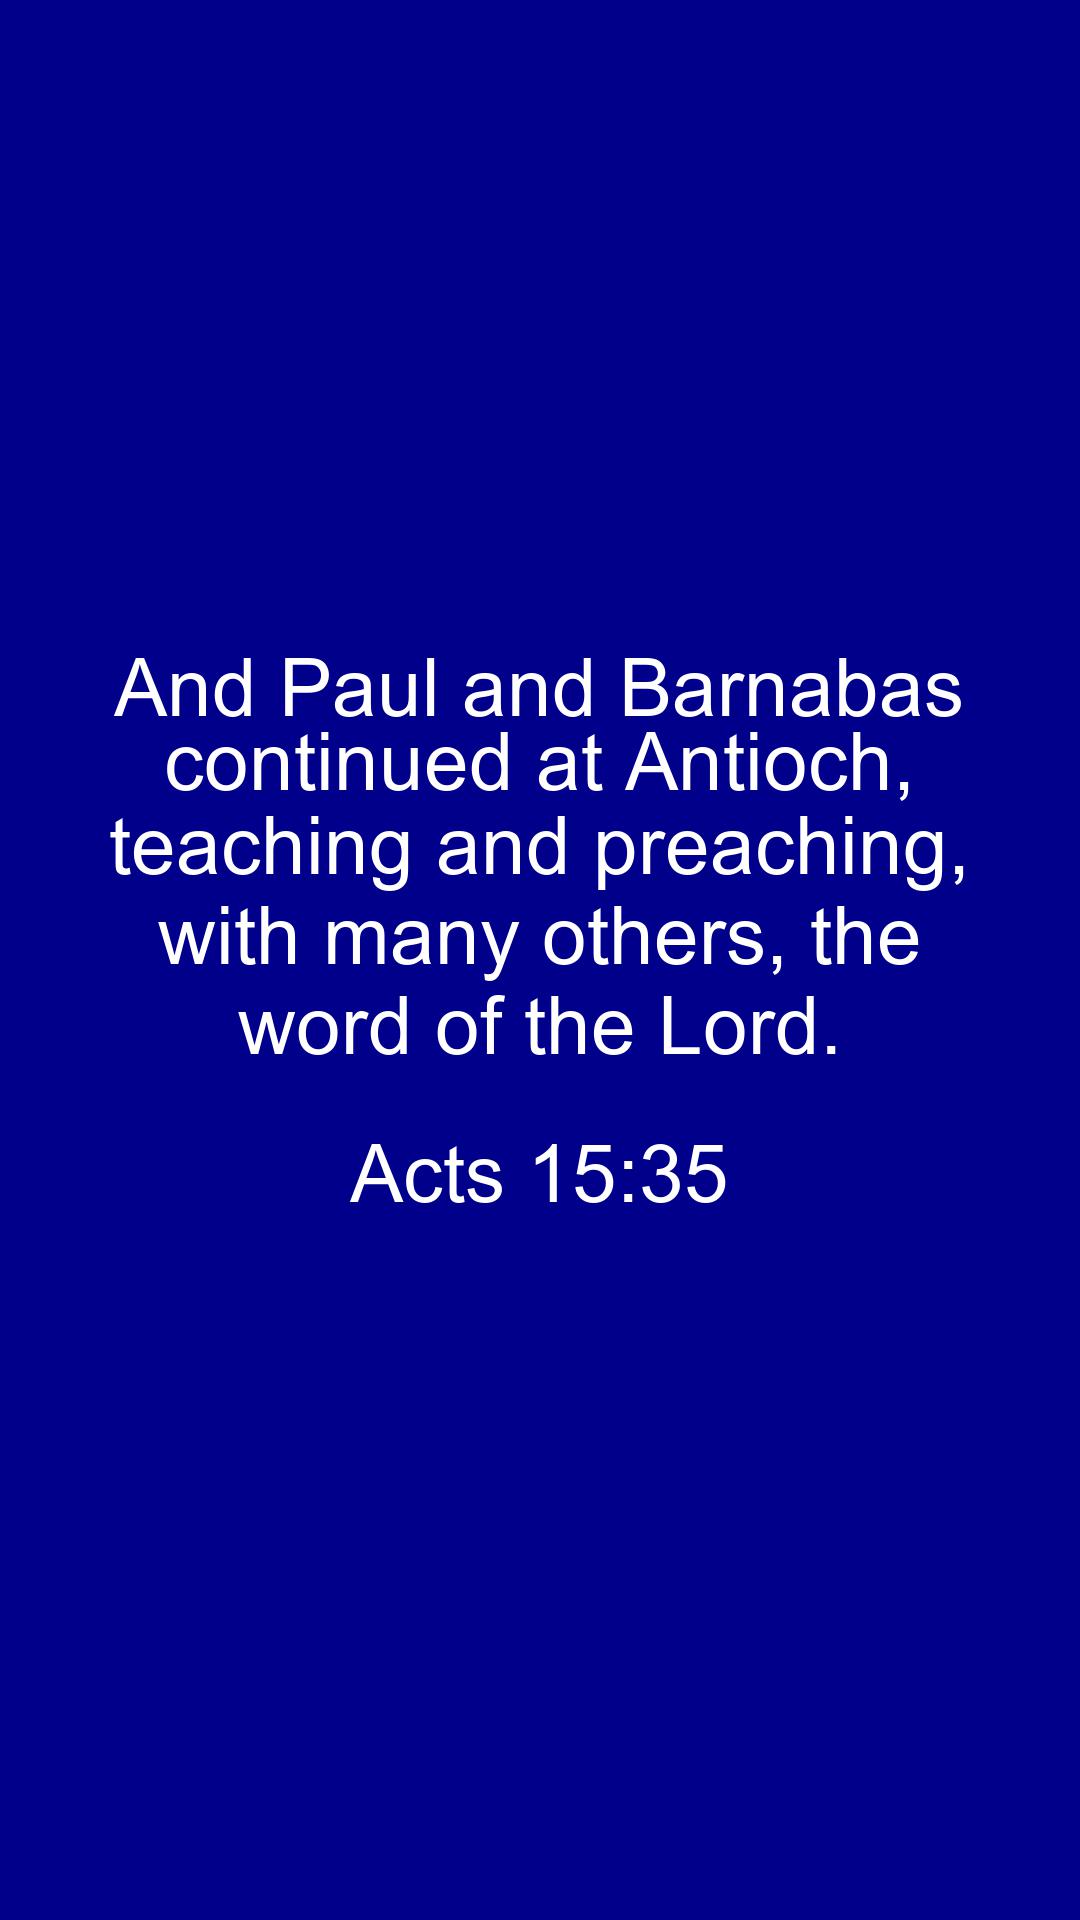 And Paul and Barnabas
continued at Antioch,
teaching and preaching,
with many others, the
word of the Lord.
Acts 15:35